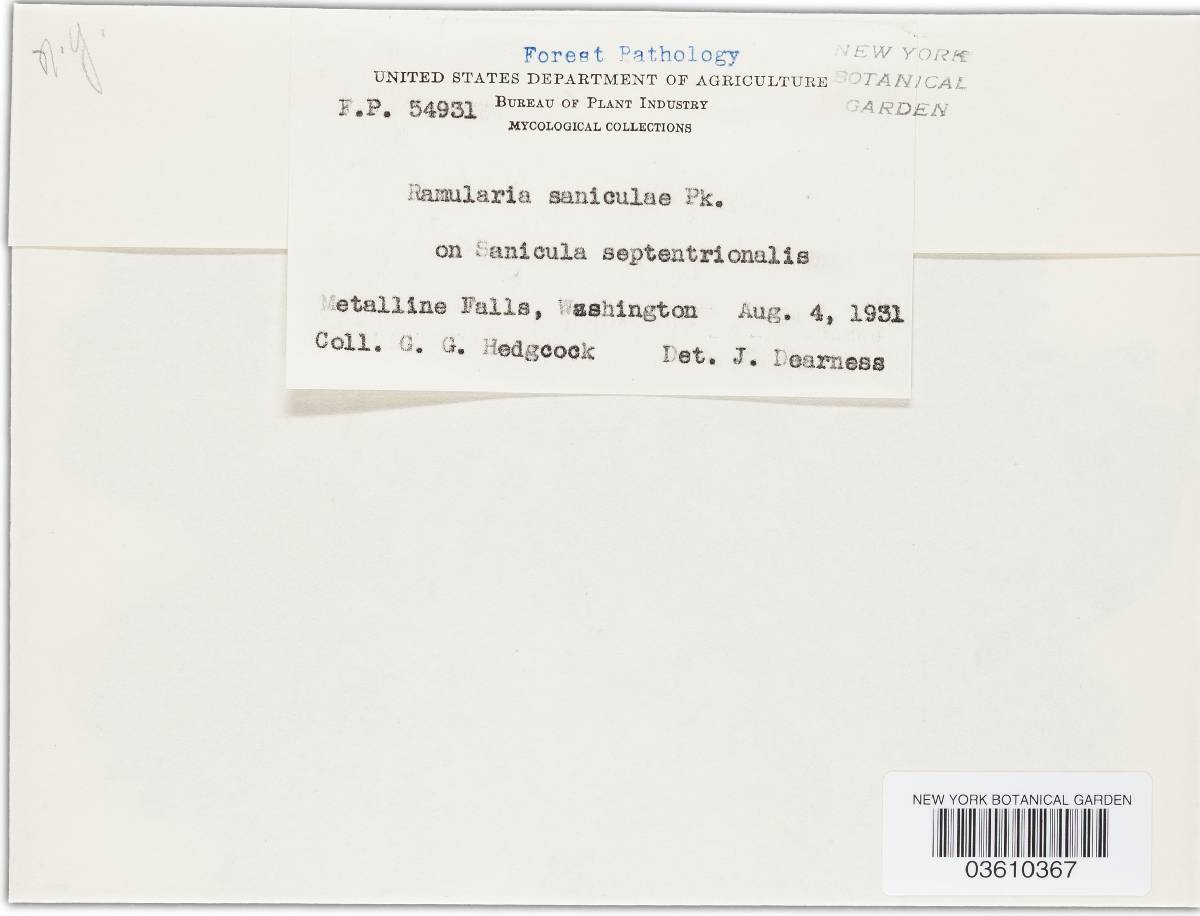 N.Y.
Forest Pathology
UNITED STATES DEPARTMENT OF AGRICULTURE
F.P. 54931 BUREAU OF PLANT INDUSTRY
MYCOLOGICAL COLLECTIONS
NEW YORK
BOTANICAL
GARDEN
Ramularia saniculae Pk.
on Sanicula septentrionalis
Metalline Falls, Washington Aug. 4, 1931
Coll. G. G. Hedgcock Det. J. Dearness
NEW YORK BOTANICAL GARDEN
03610367